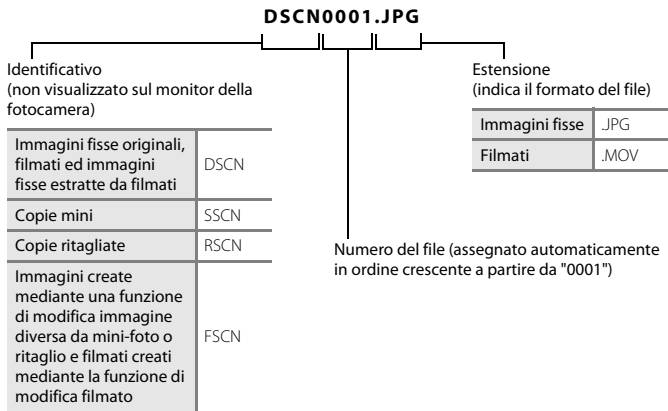 DSCN0001.JPG
Identificativo
(non visualizzato sul monitor della
fotocamera)
Immagini fisse originali,
filmati ed immagini
fisse estratte da filmati
DSCN
Copie mini
SSCN
Copie ritagliate
RSCN
Immagini create
mediante una funzione
di modifica immagine
diversa da mini-foto o
ritaglio e filmati creati
mediante la funzione di
modifica filmato
FSCN
Estensione
(indica il formato del file)
Immagini fisse
.JPG
Filmati
.MOV
Numero del file (assegnato automaticamente
in ordine crescente a partire da "0001")